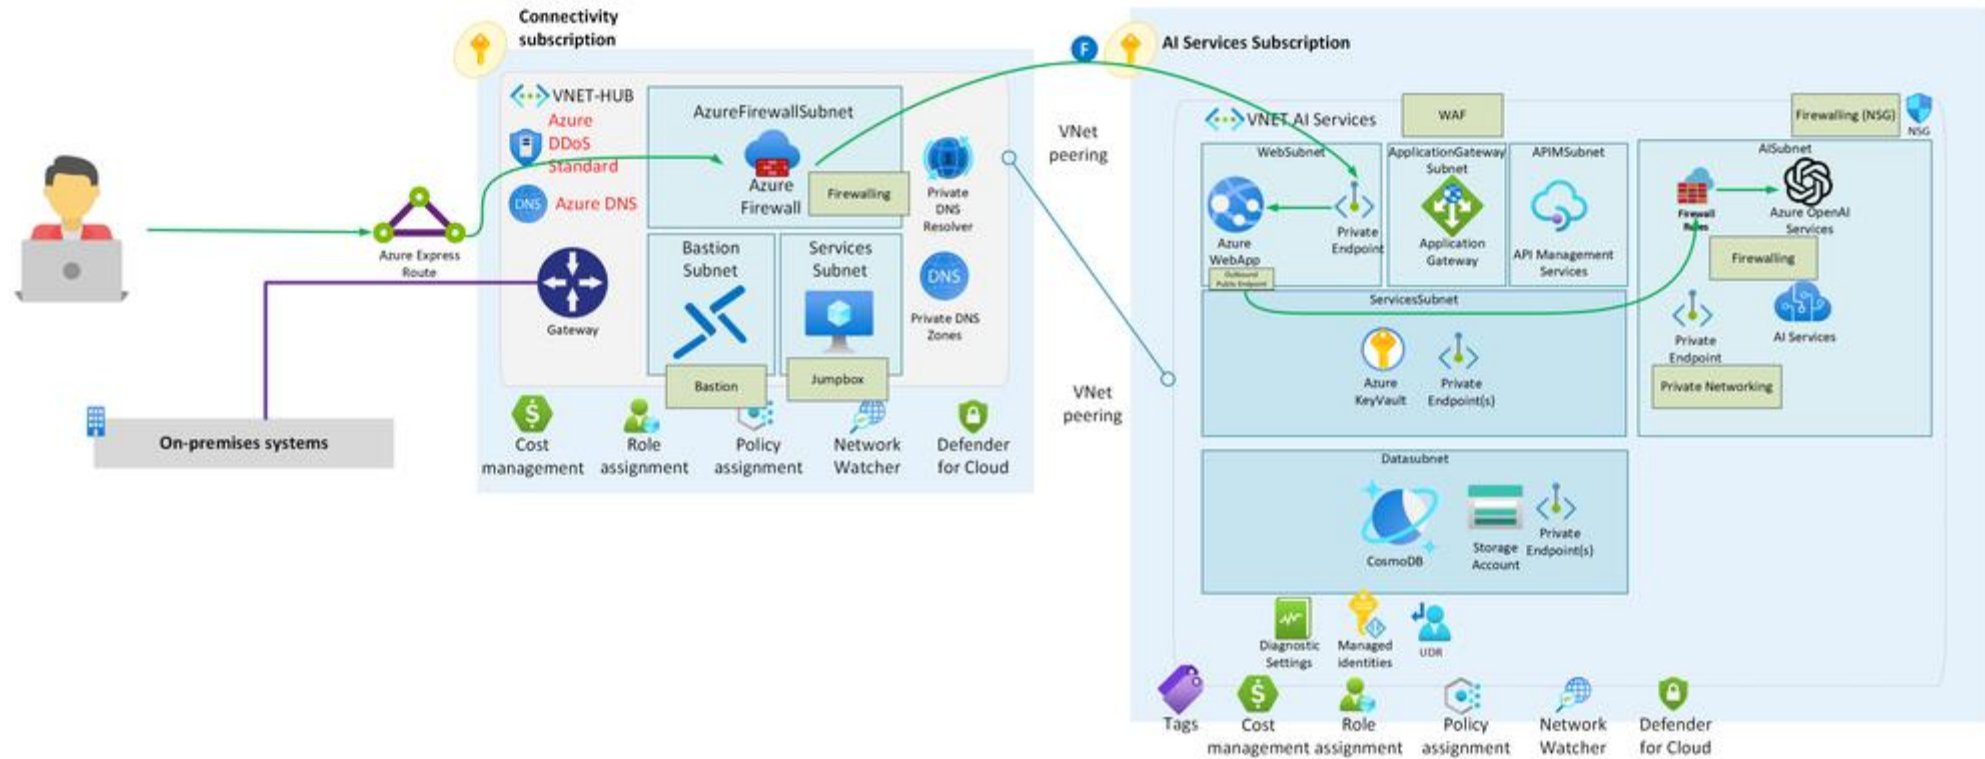 Connectivity
subscription
VNET-HUB
Azure
DDoS
Standard
DNS
Azure DNS
AzureFirewallSubnet
Azure
Firewall
Firewalling
Private
DNS
Resolver
Azure Express
Route
Gateway
Bastion
Subnet
Bastion
Services
Subnet
Jumpbox
DNS
Private DNS
Zones
On-premises systems
Cost
management
Role
assignment
Policy
assignment
Network
Watcher
Defender
for Cloud
F
VNet
peering
VNet
peering
AI Services Subscription
VNET AI Services
WAF
Firewalling (NSG)
NSG
WebSubnet
Azure
WebApp
Outbound
Public Endpoint
Private
Endpoint
ApplicationGateway
Subnet
Application
Gateway
APIMSubnet
API Management
Services
AISubnet
Firewall
Rules
Azure OpenAI
Services
Firewalling
Private
Endpoint
AI Services
Private Networking
ServicesSubnet
Azure
KeyVault
Private
Endpoint(s)
Datasubnet
CosmoDB
Storage
Account
Private
Endpoint(s)
Diagnostic
Settings
Managed
identities
UDR
Tags
Cost
management
Role
assignment
Policy
assignment
Network
Watcher
Defender
for Cloud